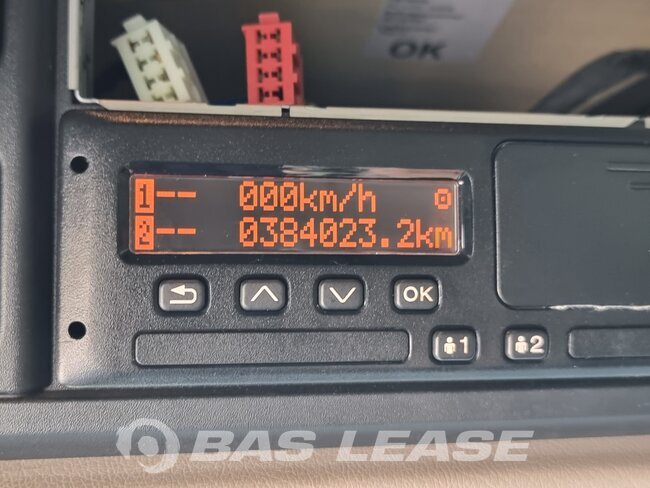 OK
1-- 000km/h
2-- 0384023.2km
OK
1 2
BAS LEASE